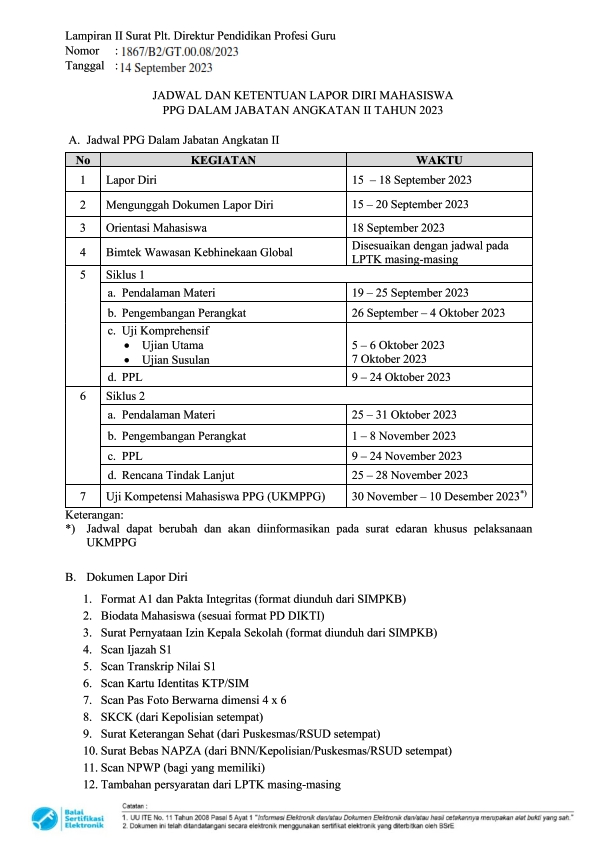 Lampiran II Surat Plt. Direktur Pendidikan Profesi Guru
Nomor : 1867/B2/GT.00.08/2023
Tanggal : 14 September 2023
JADWAL DAN KETENTUAN LAPOR DIRI MAHASISWA
PPG DALAM JABATAN ANGKATAN II TAHUN 2023
A. Jadwal PPG Dalam Jabatan Angkatan II
No KEGIATAN WAKTU
1 Lapor Diri 15 – 18 September 2023
2 Mengunggah Dokumen Lapor Diri 15 – 20 September 2023
3 Orientasi Mahasiswa 18 September 2023
4 Bimtek Wawasan Kebhinekaan Global Disesuaikan dengan jadwal pada
LPTK masing-masing
5 Siklus 1
a. Pendalaman Materi 19 – 25 September 2023
b. Pengembangan Perangkat 26 September – 4 Oktober 2023
c. Uji Komprehensif
• Ujian Utama 5 – 6 Oktober 2023
• Ujian Susulan 7 Oktober 2023
d. PPL 9 – 24 Oktober 2023
6 Siklus 2
a. Pendalaman Materi 25 – 31 Oktober 2023
b. Pengembangan Perangkat 1 – 8 November 2023
c. PPL 9 – 24 November 2023
d. Rencana Tindak Lanjut 25 – 28 November 2023
7 Uji Kompetensi Mahasiswa PPG (UKMPPG) 30 November – 10 Desember 2023*)
Keterangan:
*) Jadwal dapat berubah dan akan diinformasikan pada surat edaran khusus pelaksanaan
UKMPPG
B. Dokumen Lapor Diri
1. Format A1 dan Pakta Integritas (format diunduh dari SIMPKB)
2. Biodata Mahasiswa (sesuai format PD DIKTI)
3. Surat Pernyataan Izin Kepala Sekolah (format diunduh dari SIMPKB)
4. Scan Ijazah S1
5. Scan Transkrip Nilai S1
6. Scan Kartu Identitas KTP/SIM
7. Scan Pas Foto Berwarna dimensi 4 x 6
8. SKCK (dari Kepolisian setempat)
9. Surat Keterangan Sehat (dari Puskesmas/RSUD setempat)
10. Surat Bebas NAPZA (dari BNN/Kepolisian/Puskesmas/RSUD setempat)
11. Scan NPWP (bagi yang memiliki)
12. Tambahan persyaratan dari LPTK masing-masing
Balai
Sertifikasi
Elektronik
Catatan :
1. UU ITE No. 11 Tahun 2008 Pasal 5 Ayat 1 "Informasi Elektronik dan/atau Dokumen Elektronik dan/atau hasil cetakannya merupakan alat bukti yang sah."
2. Dokumen ini telah ditandatangani secara elektronik menggunakan sertifikat elektronik yang diterbitkan oleh BSrE